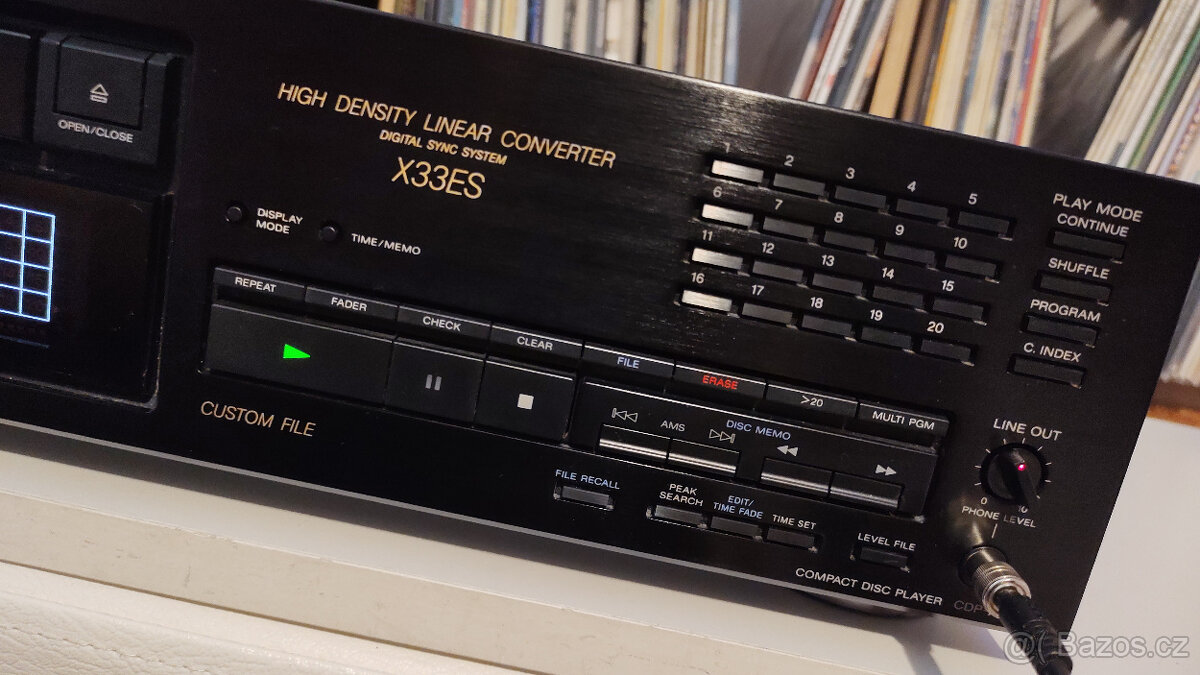 OPEN/CLOSE
HIGH DENSITY LINEAR CONVERTER
DIGITAL SYNC SYSTEM
X33ES
DISPLAY MODE
TIME/MEMO
1 2 3 4 5
6 7 8 9 10
11 12 13 14 15
16 17 18 19 20
PLAY MODE
CONTINUE
SHUFFLE
PROGRAM
C. INDEX
REPEAT FADER CHECK CLEAR FILE ERASE >20 MULTI PGM
AMS
DISC MEMO
CUSTOM FILE
FILE RECALL
PEAK SEARCH
EDIT/
TIME FADE
TIME SET
LEVEL FILE
LINE OUT
0 10
PHONE LEVEL
COMPACT DISC PLAYER
@ Bazos.cz